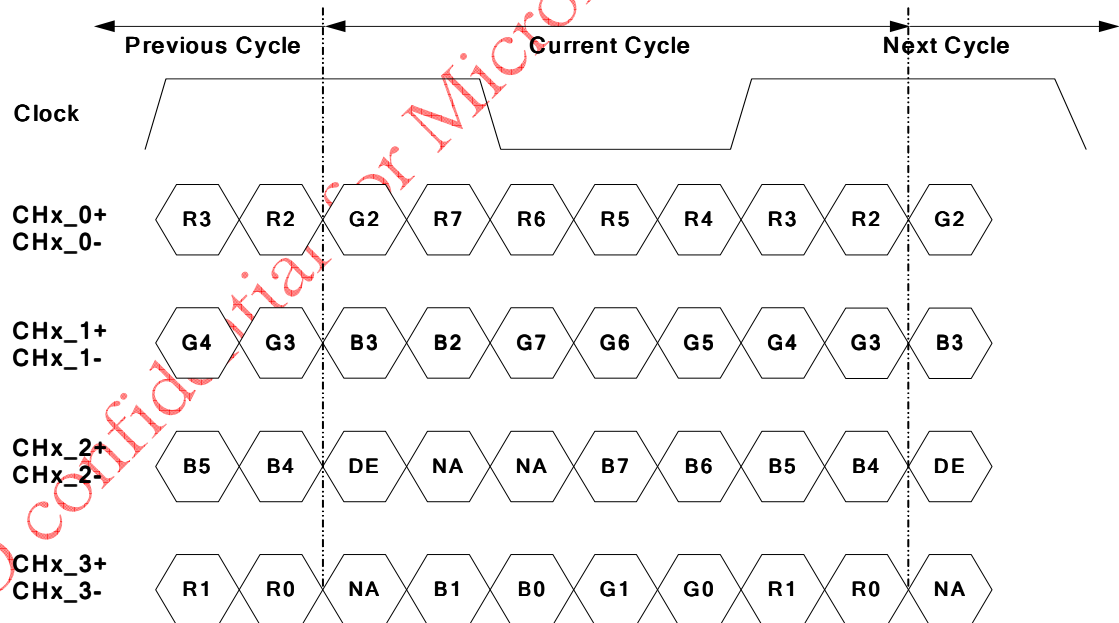 Previous Cycle Current Cycle Next Cycle
Clock
CHx_0+
CHx_0-
R3 R2 G2 R7 R6 R5 R4 R3 R2 G2
CHx_1+
CHx_1-
G4 G3 B3 B2 G7 G6 G5 G4 G3 B3
CHx_2+
CHx_2-
B5 B4 DE NA NA B7 B6 B5 B4 DE
CHx_3+
CHx_3-
R1 R0 NA B1 B0 G1 G0 R1 R0 NA
confidential for